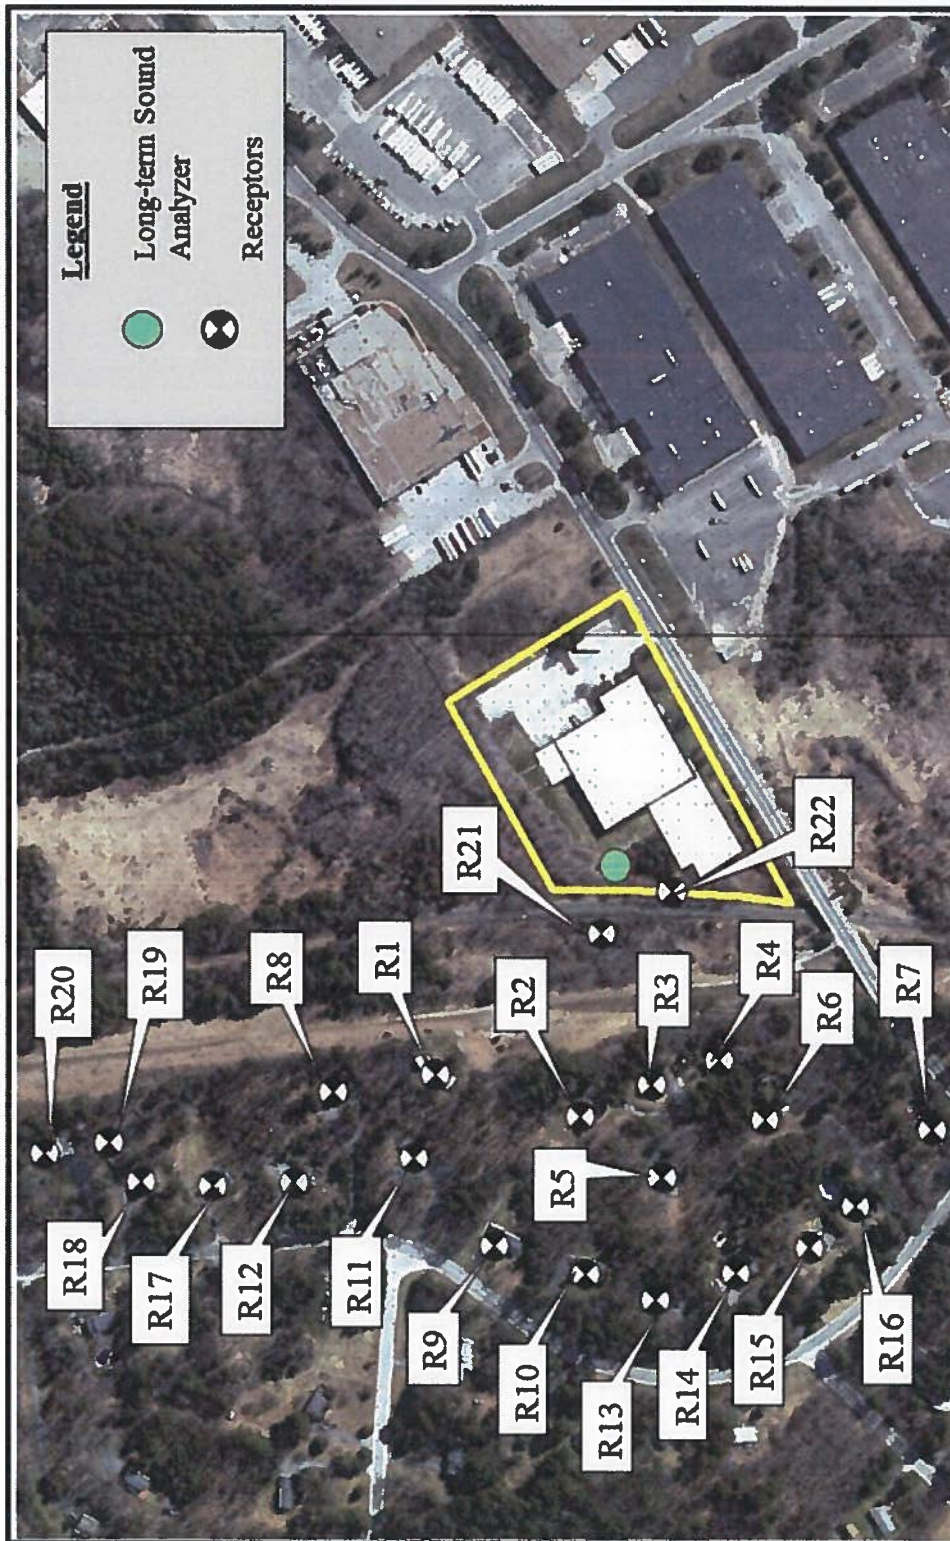 Legend
Long-term Sound
Analyzer
Receptors
R20
R19
R8
R1
R21
R2
R3
R4
R22
R6
R7
R18
R17
R12
R11
R5
R9
R10
R13
R14
R15
R16